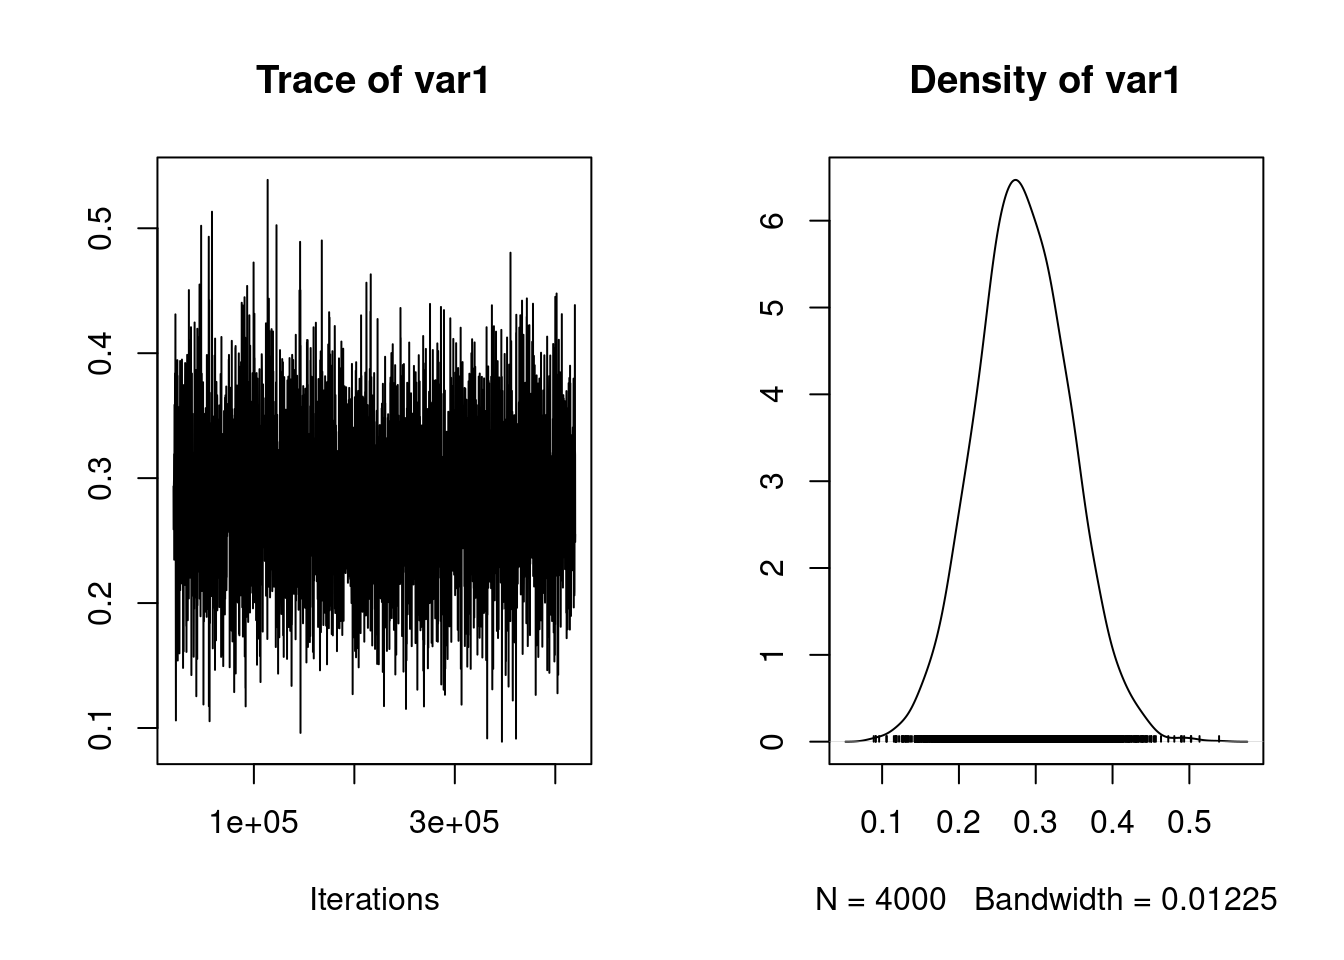 Trace of var1
0.5
0.4
0.3
0.2
0.1
1e+05 3e+05
Iterations
Density of var1
6
5
4
3
2
1
0
0.1 0.2 0.3 0.4 0.5
N = 4000 Bandwidth = 0.01225